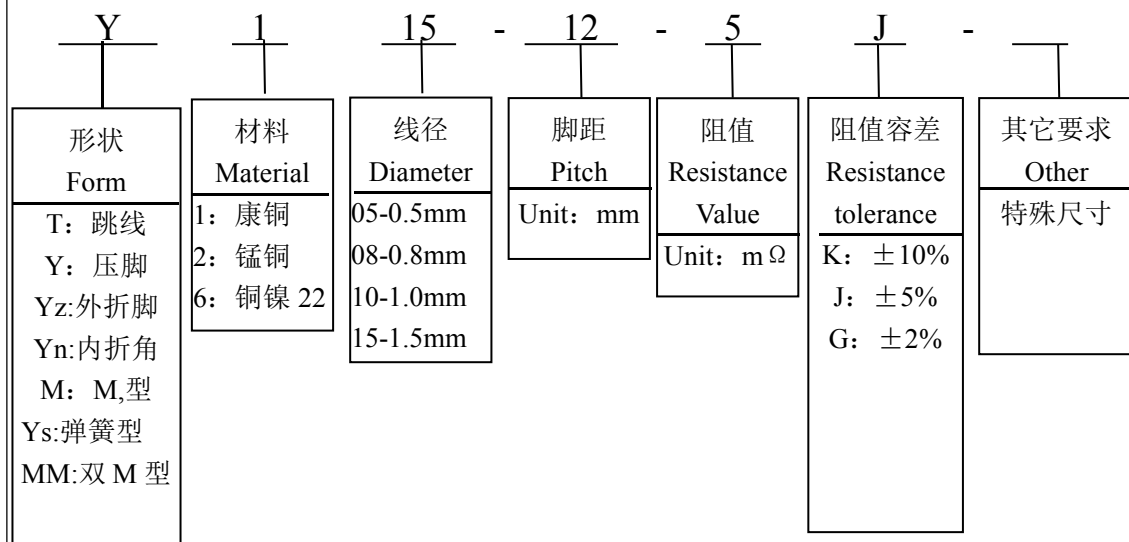 Y 1 15 - 12 - 5 J -
形状
Form
T：跳线
Y：压脚
Yz:外折脚
Yn:内折角
M：M,型
Ys:弹簧型
MM:双 M 型
材料
Material
1：康铜
2：锰铜
6：铜镍 22
线径
Diameter
05-0.5mm
08-0.8mm
10-1.0mm
15-1.5mm
脚距
Pitch
Unit：mm
阻值
Resistance
Value
Unit：mΩ
阻值容差
Resistance
tolerance
K：±10%
J：±5%
G：±2%
其它要求
Other
特殊尺寸